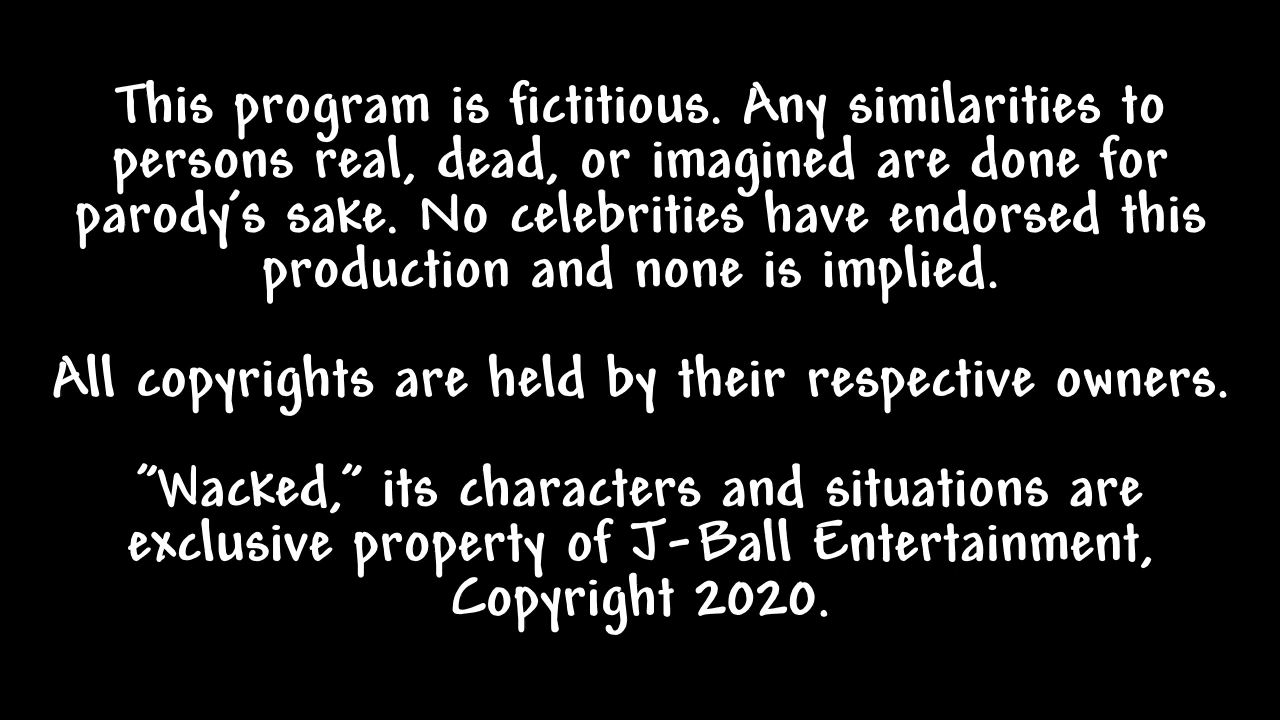 This program is fictitious. Any similarities to
persons real, dead, or imagined are done for
parody's sake. No celebrities have endorsed this
production and none is implied.
All copyrights are held by their respective owners.
"Wacked," its characters and situations are
exclusive property of J-Ball Entertainment,
Copyright 2020.